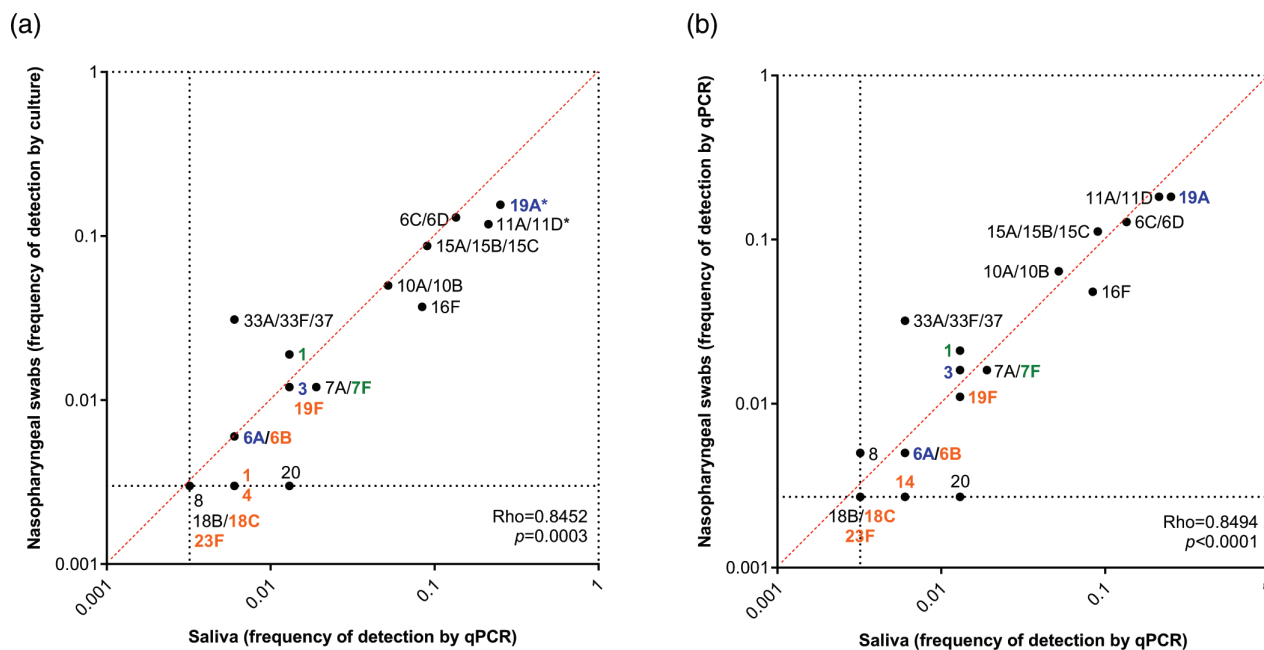 (a)
Nasopharyngeal swabs (frequency of detection by culture)
1
0.1
0.01
0.001
19A*
6C/6D
11A/11D*
15A/15B/15C
10A/10B
16F
33A/33F/37
1
3
7A/7F
19F
6A/6B
1
4
20
8
18B/18C
23F
Rho=0.8452
p=0.0003
0.001
0.01
0.1
1
Saliva (frequency of detection by qPCR)
(b)
Nasopharyngeal swabs (frequency of detection by qPCR)
1
0.1
0.01
0.001
11A/11D
19A
6C/6D
15A/15B/15C
10A/10B
16F
33A/33F/37
1
3
7A/7F
19F
8
6A/6B
14
20
18B/18C
23F
Rho=0.8494
p<0.0001
0.001
0.01
0.1
Saliva (frequency of detection by qPCR)